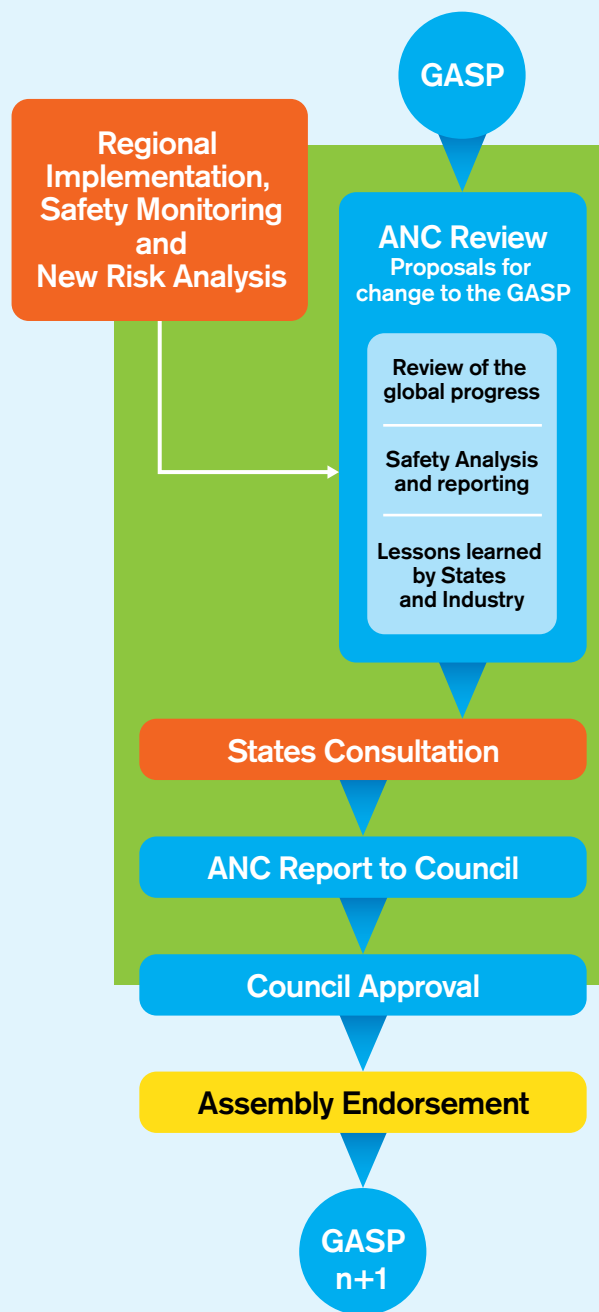 GASP
Regional
Implementation,
Safety Monitoring
and
New Risk Analysis
ANC Review
Proposals for
change to the GASP
Review of the
global progress
Safety Analysis
and reporting
Lessons learned
by States
and Industry
States Consultation
ANC Report to Council
Council Approval
Assembly Endorsement
GASP
n+1